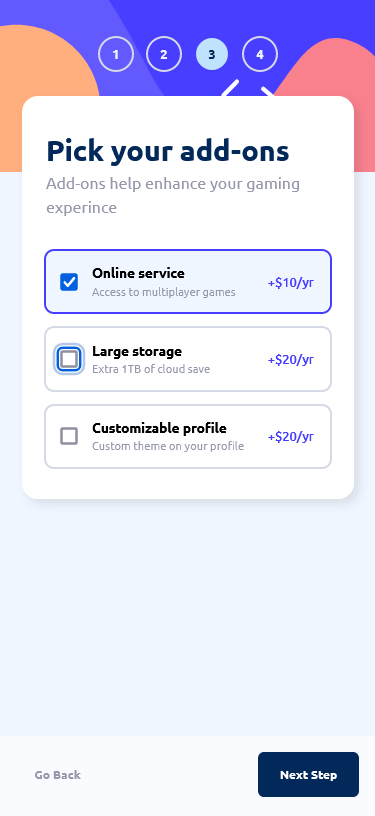 1 2 3 4
Pick your add-ons
Add-ons help enhance your gaming
experince
Online service
Access to multiplayer games
+$10/yr
Large storage
Extra 1TB of cloud save
+$20/yr
Customizable profile
Custom theme on your profile
+$20/yr
Go Back
Next Step